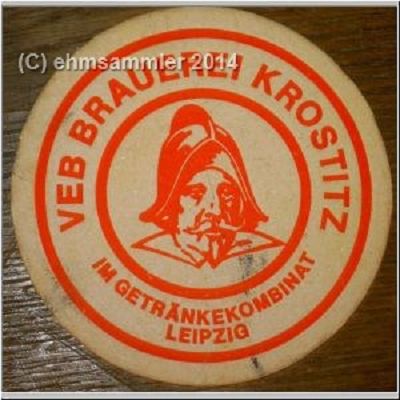 (C) ehmsammler 2014
VEB BRAUEREI KROSTITZ
IM GETRÄNKEKOMBINAT
LEIPZIG